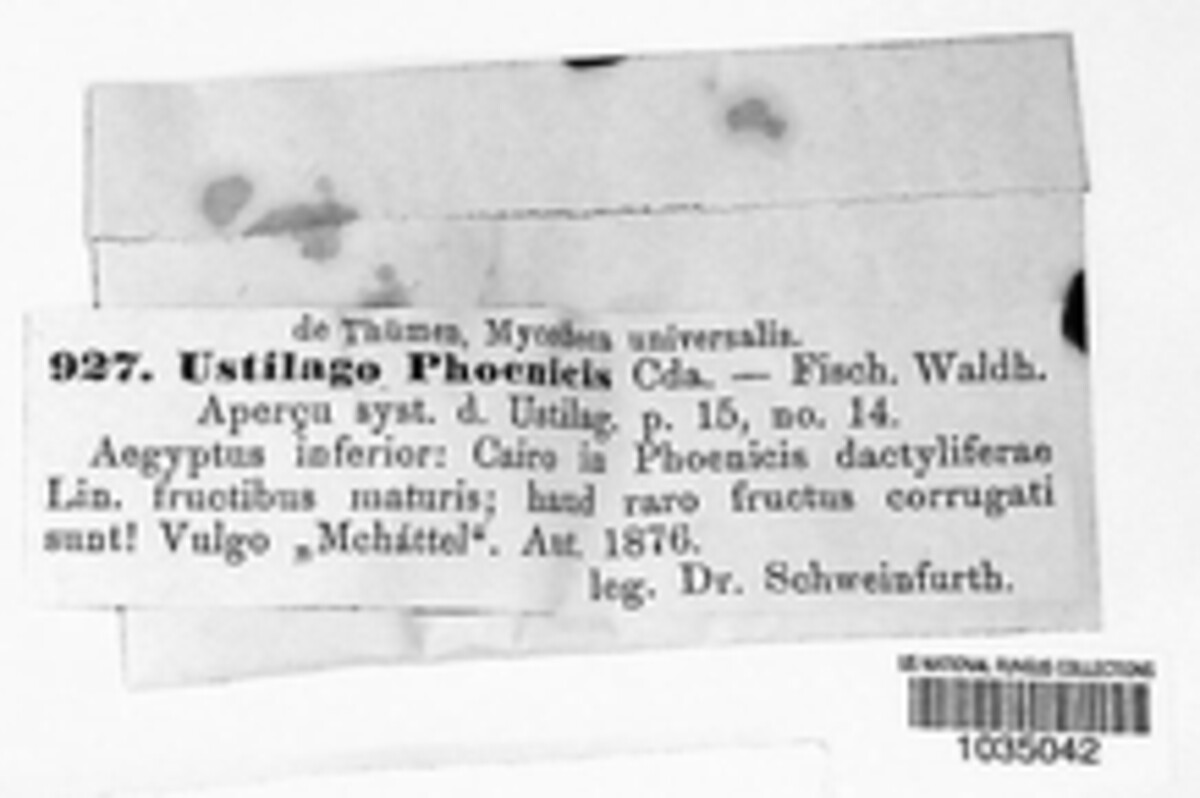 de Thümen, Mycotheca universalis.
927. Ustilago Phoenicis Cda. — Fisch. Waldh.
Aperçu syst. d. Ustilag. p. 15, no. 14.
Aegyptus inferior: Cairo in Phoenicis dactyliferae
Lin. fructibus maturis; haud raro fructus corrugati
sunt! Vulgo „Mcháttel“. Aut. 1876.
leg. Dr. Schweinfurth.
US NATIONAL FUNGUS COLLECTIONS
1035042